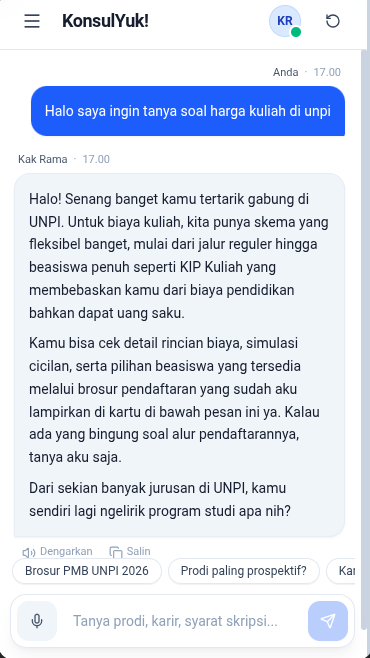 KonsulYuk!
KR
Anda · 17.00
Halo saya ingin tanya soal harga kuliah di unpi
Kak Rama · 17.00
Halo! Senang banget kamu tertarik gabung di
UNPI. Untuk biaya kuliah, kita punya skema yang
fleksibel banget, mulai dari jalur reguler hingga
beasiswa penuh seperti KIP Kuliah yang
membebaskan kamu dari biaya pendidikan
bahkan dapat uang saku.
Kamu bisa cek detail rincian biaya, simulasi
cicilan, serta pilihan beasiswa yang tersedia
melalui brosur pendaftaran yang sudah aku
lampirkan di kartu di bawah pesan ini ya. Kalau
ada yang bingung soal alur pendaftarannya,
tanya aku saja.
Dari sekian banyak jurusan di UNPI, kamu
sendiri lagi ngelirik program studi apa nih?
Dengarkan Salin
Brosur PMB UNPI 2026 Prodi paling prospektif? Kar
Tanya prodi, karir, syarat skripsi...